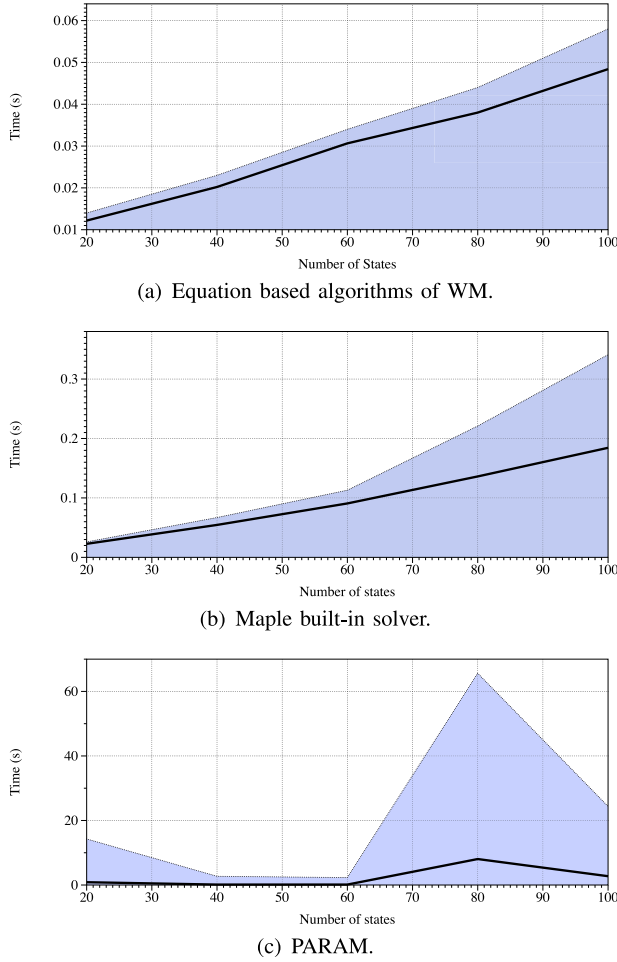 0.06
0.05
0.04
0.03
0.02
0.01
Time (s)
20 30 40 50 60 70 80 90 100
Number of States
(a) Equation based algorithms of WM.
0.3
0.2
0.1
0
Time (s)
20 30 40 50 60 70 80 90 100
Number of states
(b) Maple built-in solver.
60
40
20
0
Time (s)
20 30 40 50 60 70 80 90 100
Number of states
(c) PARAM.